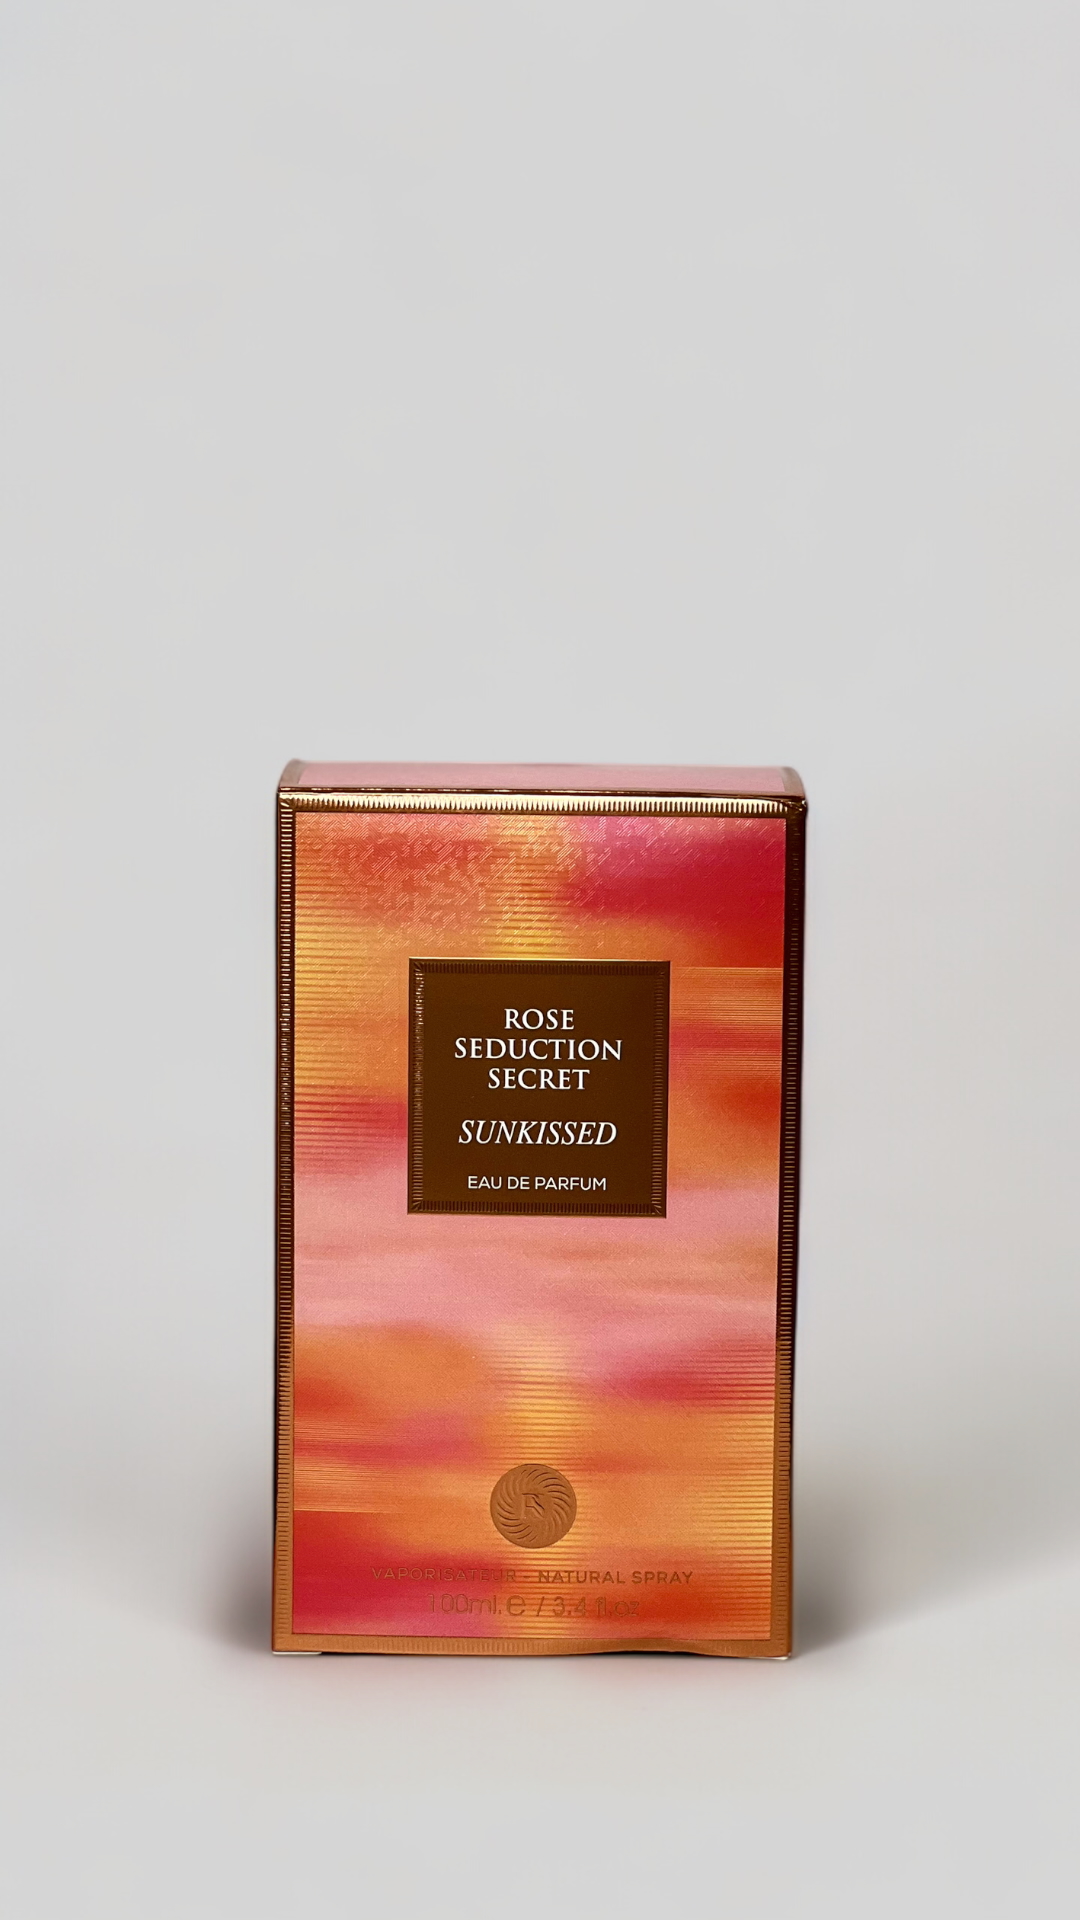 ROSE
SEDUCTION
SECRET
SUNKISSED
EAU DE PARFUM
VAPORISATEUR - NATURAL SPRAY
100ml.e / 3.4 fl.oz